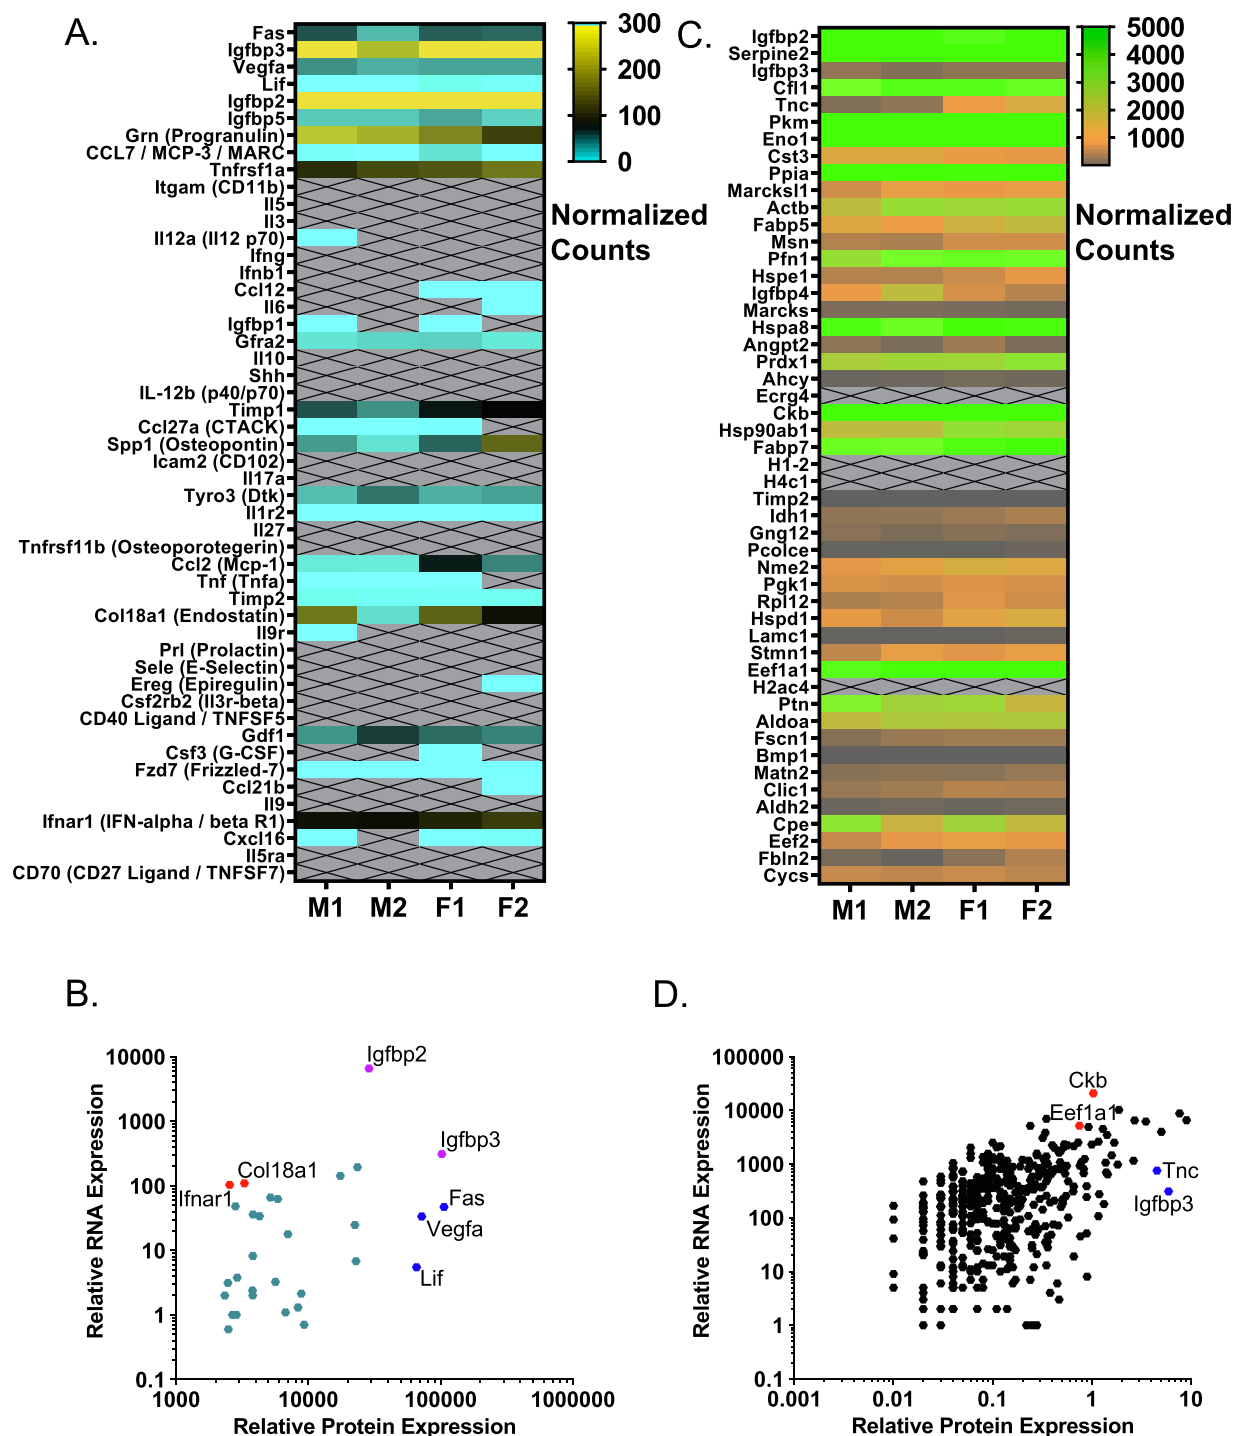 A.
Fas
Igfbp3
Vegfa
Lif
Igfbp2
Igfbp5
Grn (Progranulin)
CCL7 / MCP-3 / MARC
Tnfrsf1a
Itgam (CD11b)
Il5
Il3
Il12a (Il12 p70)
Ifng
Ifnb1
Ccl12
Il6
Igfbp1
Gfra2
Il10
Shh
IL-12b (p40/p70)
Timp1
Ccl27a (CTACK)
Spp1 (Osteopontin)
Icam2 (CD102)
Il17a
Tyro3 (Dtk)
Il1r2
Il27
Tnfrsf11b (Osteoporotegerin)
Ccl2 (Mcp-1)
Tnf (Tnfa)
Timp2
Col18a1 (Endostatin)
Il9r
Prl (Prolactin)
Sele (E-Selectin)
Ereg (Epiregulin)
Csf2rb2 (Il3r-beta)
CD40 Ligand / TNFSF5
Gdf1
Csf3 (G-CSF)
Fzd7 (Frizzled-7)
Ccl21b
Il9
Ifnar1 (IFN-alpha / beta R1)
Cxcl16
Il5ra
CD70 (CD27 Ligand / TNFSF7)
M1 M2 F1 F2
300
200
100
0
Normalized
Counts
C.
Igfbp2
Serpine2
Igfbp3
Cfl1
Tnc
Pkm
Eno1
Cst3
Ppia
Marcksl1
Actb
Fabp5
Msn
Pfn1
Hspe1
Igfbp4
Marcks
Hspa8
Angpt2
Prdx1
Ahcy
Ecrg4
Ckb
Hsp90ab1
Fabp7
H1-2
H4c1
Timp2
Idh1
Gng12
Pcolce
Nme2
Pgk1
Rpl12
Hspd1
Lamc1
Stmn1
Eef1a1
H2ac4
Ptn
Aldoa
Fscn1
Bmp1
Matn2
Clic1
Aldh2
Cpe
Eef2
Fbln2
Cycs
M1 M2 F1 F2
5000
4000
3000
2000
1000
Normalized
Counts
B.
Relative RNA Expression
10000
1000
100
10
1
0.1
Igfbp2
Igfbp3
Col18a1
Ifnar1
Fas
Vegfa
Lif
1000 10000 100000 1000000
Relative Protein Expression
D.
Relative RNA Expression
100000
10000
1000
100
10
1
0.1
Ckb
Eef1a1
Tnc
Igfbp3
0.001 0.01 0.1 1 10
Relative Protein Expression